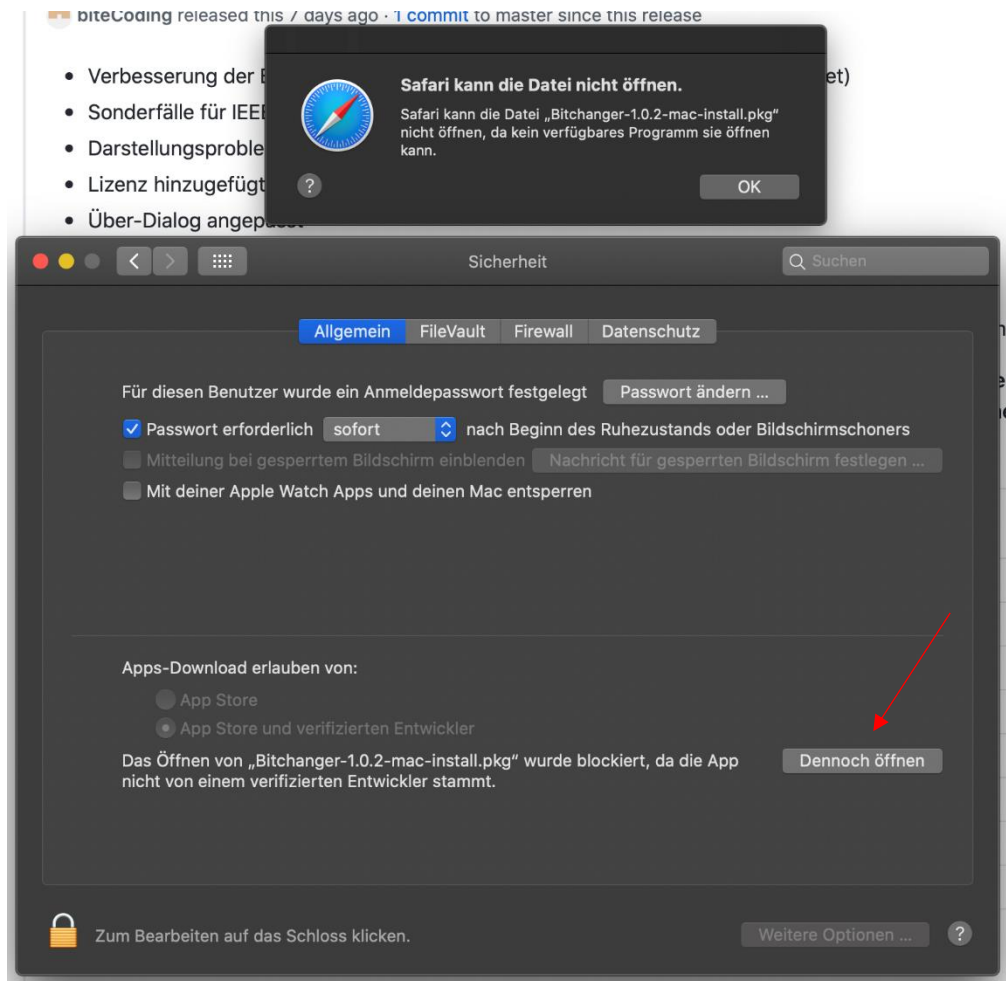 biteCoding released this 7 days ago · 1 commit to master since this release
• Verbesserung der
• Sonderfälle für
• Lizenz hinzugefügt
• Über-Dialog
Safari kann die Datei nicht öffnen.
Safari kann die Datei „Bitchanger-1.0.2-mac-install.pkg“
nicht öffnen, da kein verfügbares Programm sie öffnen
kann.
?
OK
Sicherheit
Suchen
Allgemein FileVault Firewall Datenschutz
Für diesen Benutzer wurde ein Anmeldepasswort festgelegt Passwort ändern ...
Passwort erforderlich sofort nach Beginn des Ruhezustands oder Bildschirmschoners
Mitteilung bei gesperrtem Bildschirm einblenden Nachricht für gesperrten Bildschirm festlegen ...
Mit deiner Apple Watch Apps und deinen Mac entsperren
Apps-Download erlauben von:
App Store
App Store und verifizierten Entwickler
Das Öffnen von „Bitchanger-1.0.2-mac-install.pkg“ wurde blockiert, da die App
nicht von einem verifizierten Entwickler stammt.
Dennoch öffnen
Zum Bearbeiten auf das Schloss klicken.
Weitere Optionen ...
?